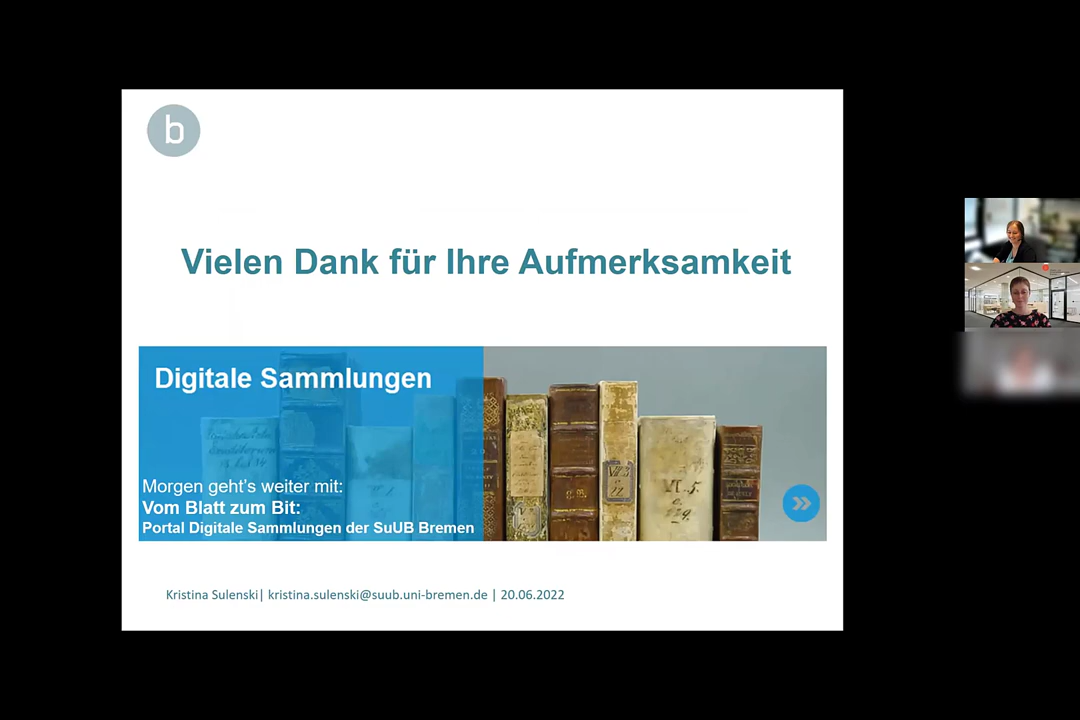 b
Vielen Dank für Ihre Aufmerksamkeit
Digitale Sammlungen
Morgen geht's weiter mit:
Vom Blatt zum Bit:
Portal Digitale Sammlungen der SuUB Bremen
Kristina Sulenski| kristina.sulenski@suub.uni-bremen.de | 20.06.2022